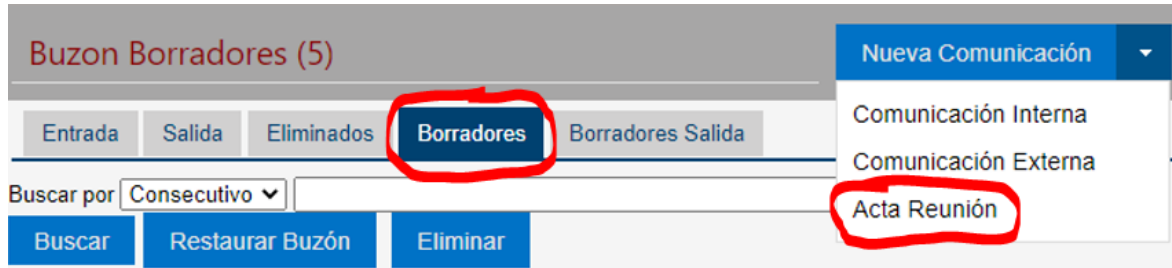 Buzon Borradores (5)
Nueva Comunicación
Comunicación Interna
Comunicación Externa
Acta Reunión
Entrada Salida Eliminados Borradores Borradores Salida
Buscar por Consecutivo
Buscar Restaurar Buzón Eliminar